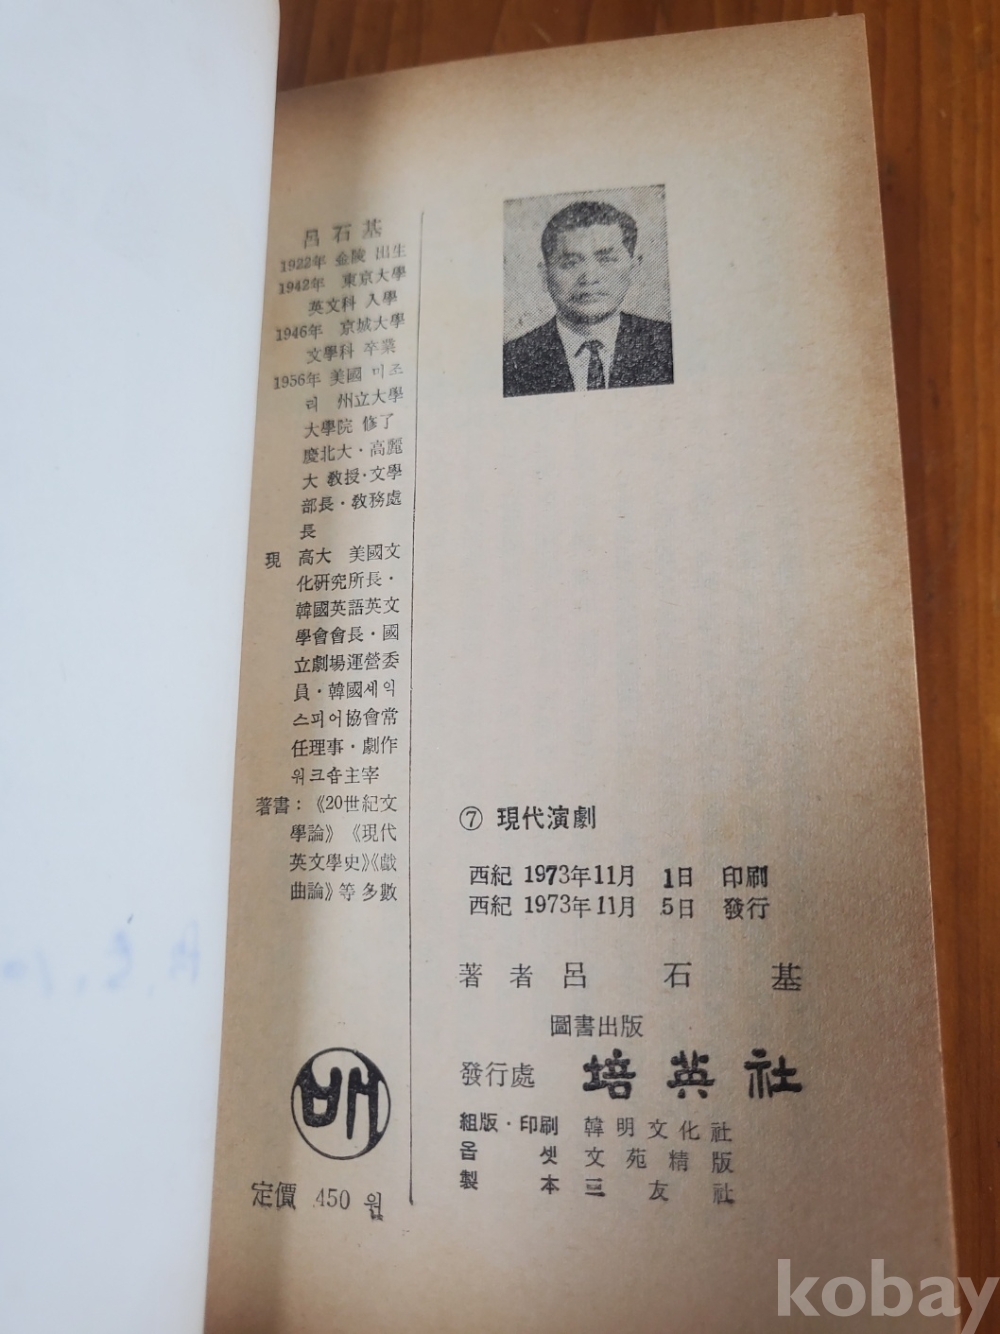 呂石基
1922年 金陵 出生
1942年 東京大學
英文科 入學
1946年 京城大學
文學科 卒業
1956年 美國 미조
리 州立大學
大學院 修了
慶北大・高麗
大 敎授・文學
部長・敎務處
長
現 高大 美國文
化硏究所長・
韓國英語英文
學會會長・國
立劇場運營委
員・韓國셰익
스피어協會常
任理事・劇作
워크숍主宰
著書：《20世紀文
學論》《現代
英文學史》《戱
曲論》等 多數
배
定價 450 원
⑦ 現代演劇
西紀 1973年11月 1日 印刷
西紀 1973年11月 5日 發行
著者 呂石基
圖書出版
發行處 培英社
組版・印刷 韓明文化社
옵셋 文苑精版
製本 三友社
kobay